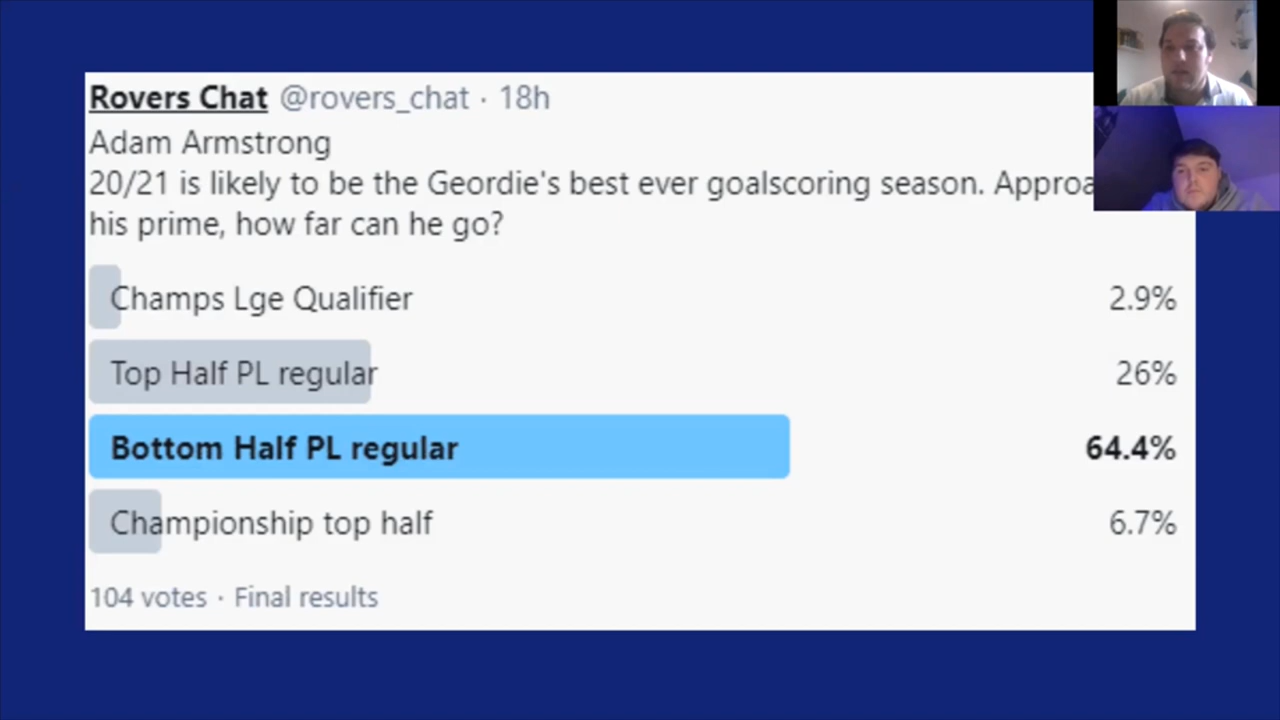 Rovers Chat @rovers_chat · 18h
Adam Armstrong
20/21 is likely to be the Geordie's best ever goalscoring season. Approa
his prime, how far can he go?
Champs Lge Qualifier 2.9%
Top Half PL regular 26%
Bottom Half PL regular 64.4%
Championship top half 6.7%
104 votes · Final results